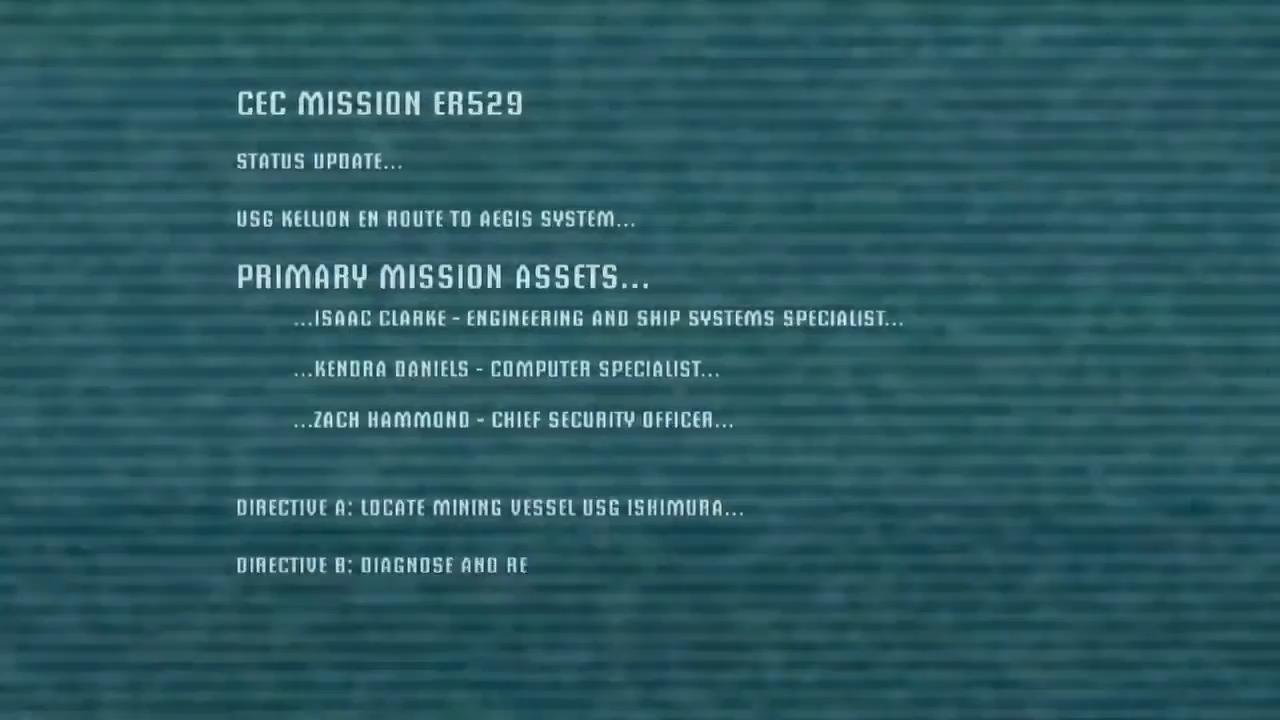 CEC MISSION ER529
STATUS UPDATE...
USG KELLION EN ROUTE TO AEGIS SYSTEM...
PRIMARY MISSION ASSETS...
...ISAAC CLARKE - ENGINEERING AND SHIP SYSTEMS SPECIALIST...
...KENDRA DANIELS - COMPUTER SPECIALIST...
...ZACH HAMMOND - CHIEF SECURITY OFFICER...
DIRECTIVE A: LOCATE MINING VESSEL USG ISHIMURA...
DIRECTIVE B: DIAGNOSE AND RE